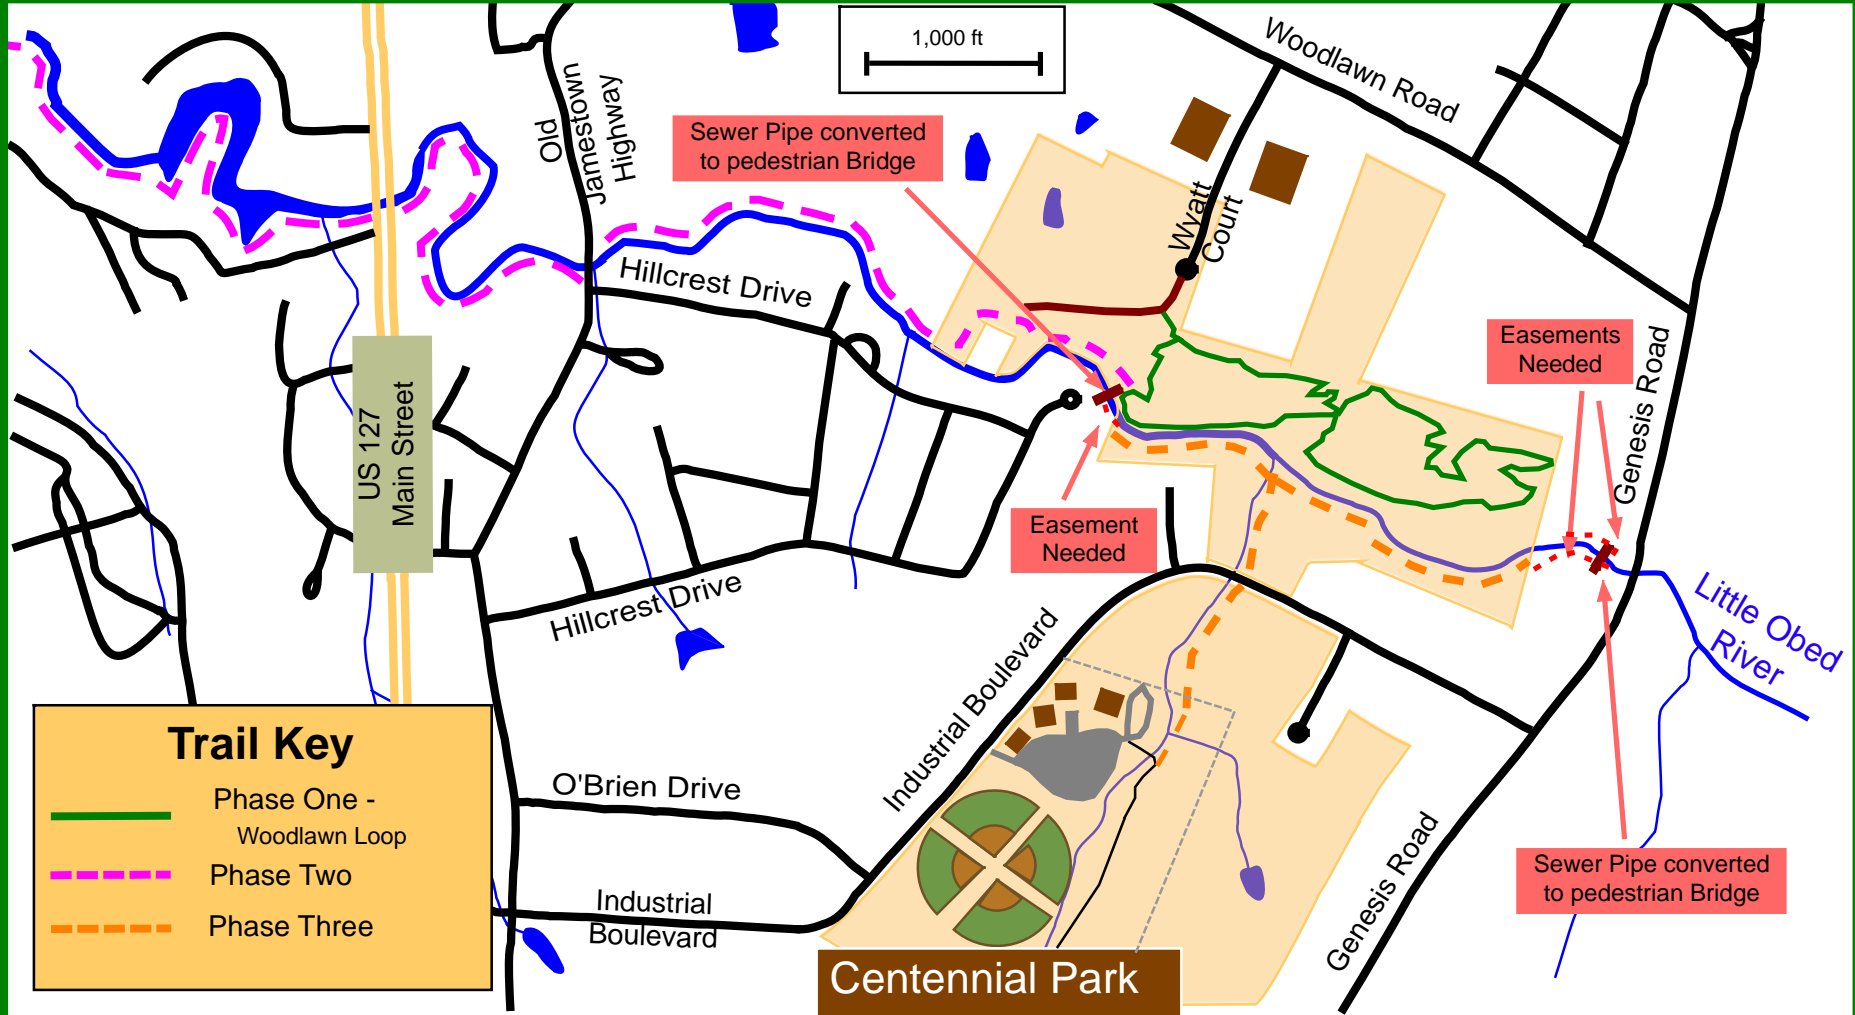 1,000 ft
Woodlawn Road
Old
Jamestown
Highway
Sewer Pipe converted
to pedestrian Bridge
Wyatt
Court
Hillcrest Drive
Easements
Needed
Genesis Road
US 127
Main Street
Easement
Needed
Hillcrest Drive
Little Obed
River
Industrial Boulevard
Trail Key
Phase One -
Woodlawn Loop
Phase Two
Phase Three
O'Brien Drive
Industrial
Boulevard
Genesis Road
Sewer Pipe converted
to pedestrian Bridge
Centennial Park